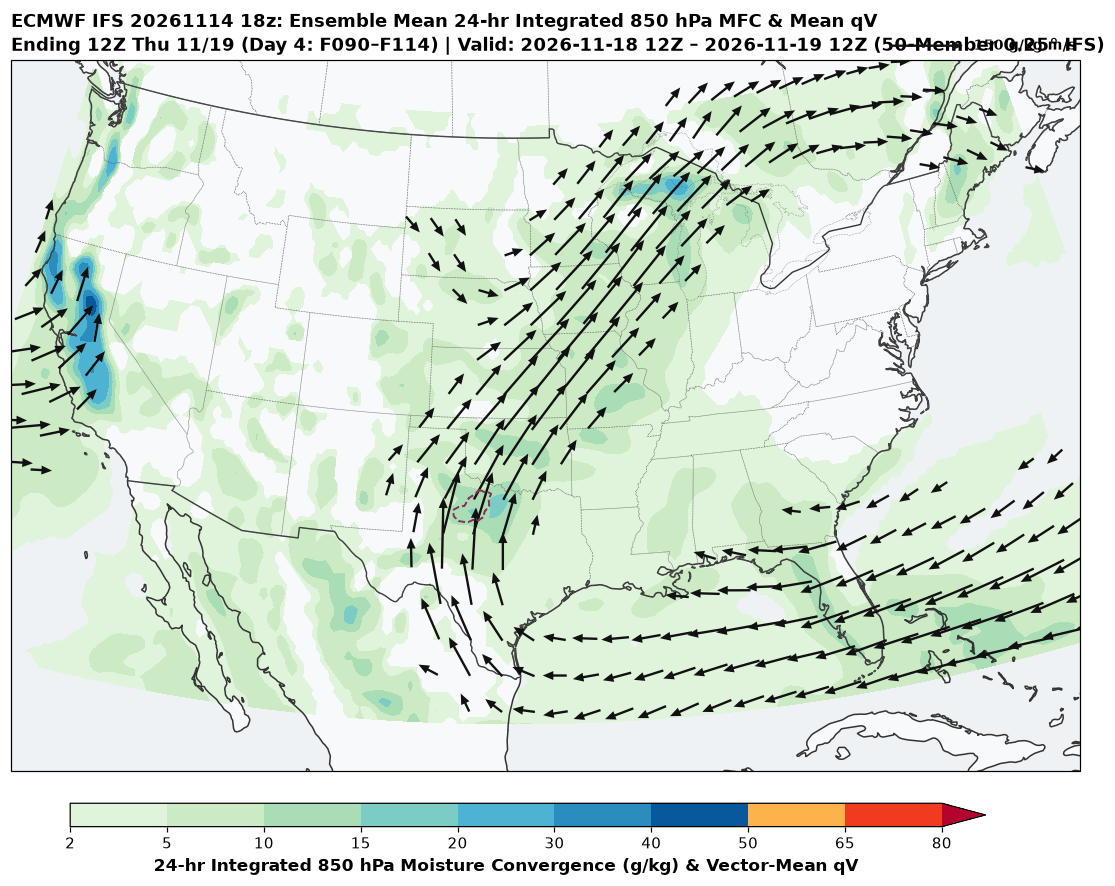 ECMWF IFS 20261114 18z: Ensemble Mean 24-hr Integrated 850 hPa MFC & Mean qV
Ending 12Z Thu 11/19 (Day 4: F090–F114) | Valid: 2026-11-18 12Z – 2026-11-19 12Z (50-Member 0.25° IFS)
2 5 10 15 20 30 40 50 65 80
24-hr Integrated 850 hPa Moisture Convergence (g/kg) & Vector-Mean qV